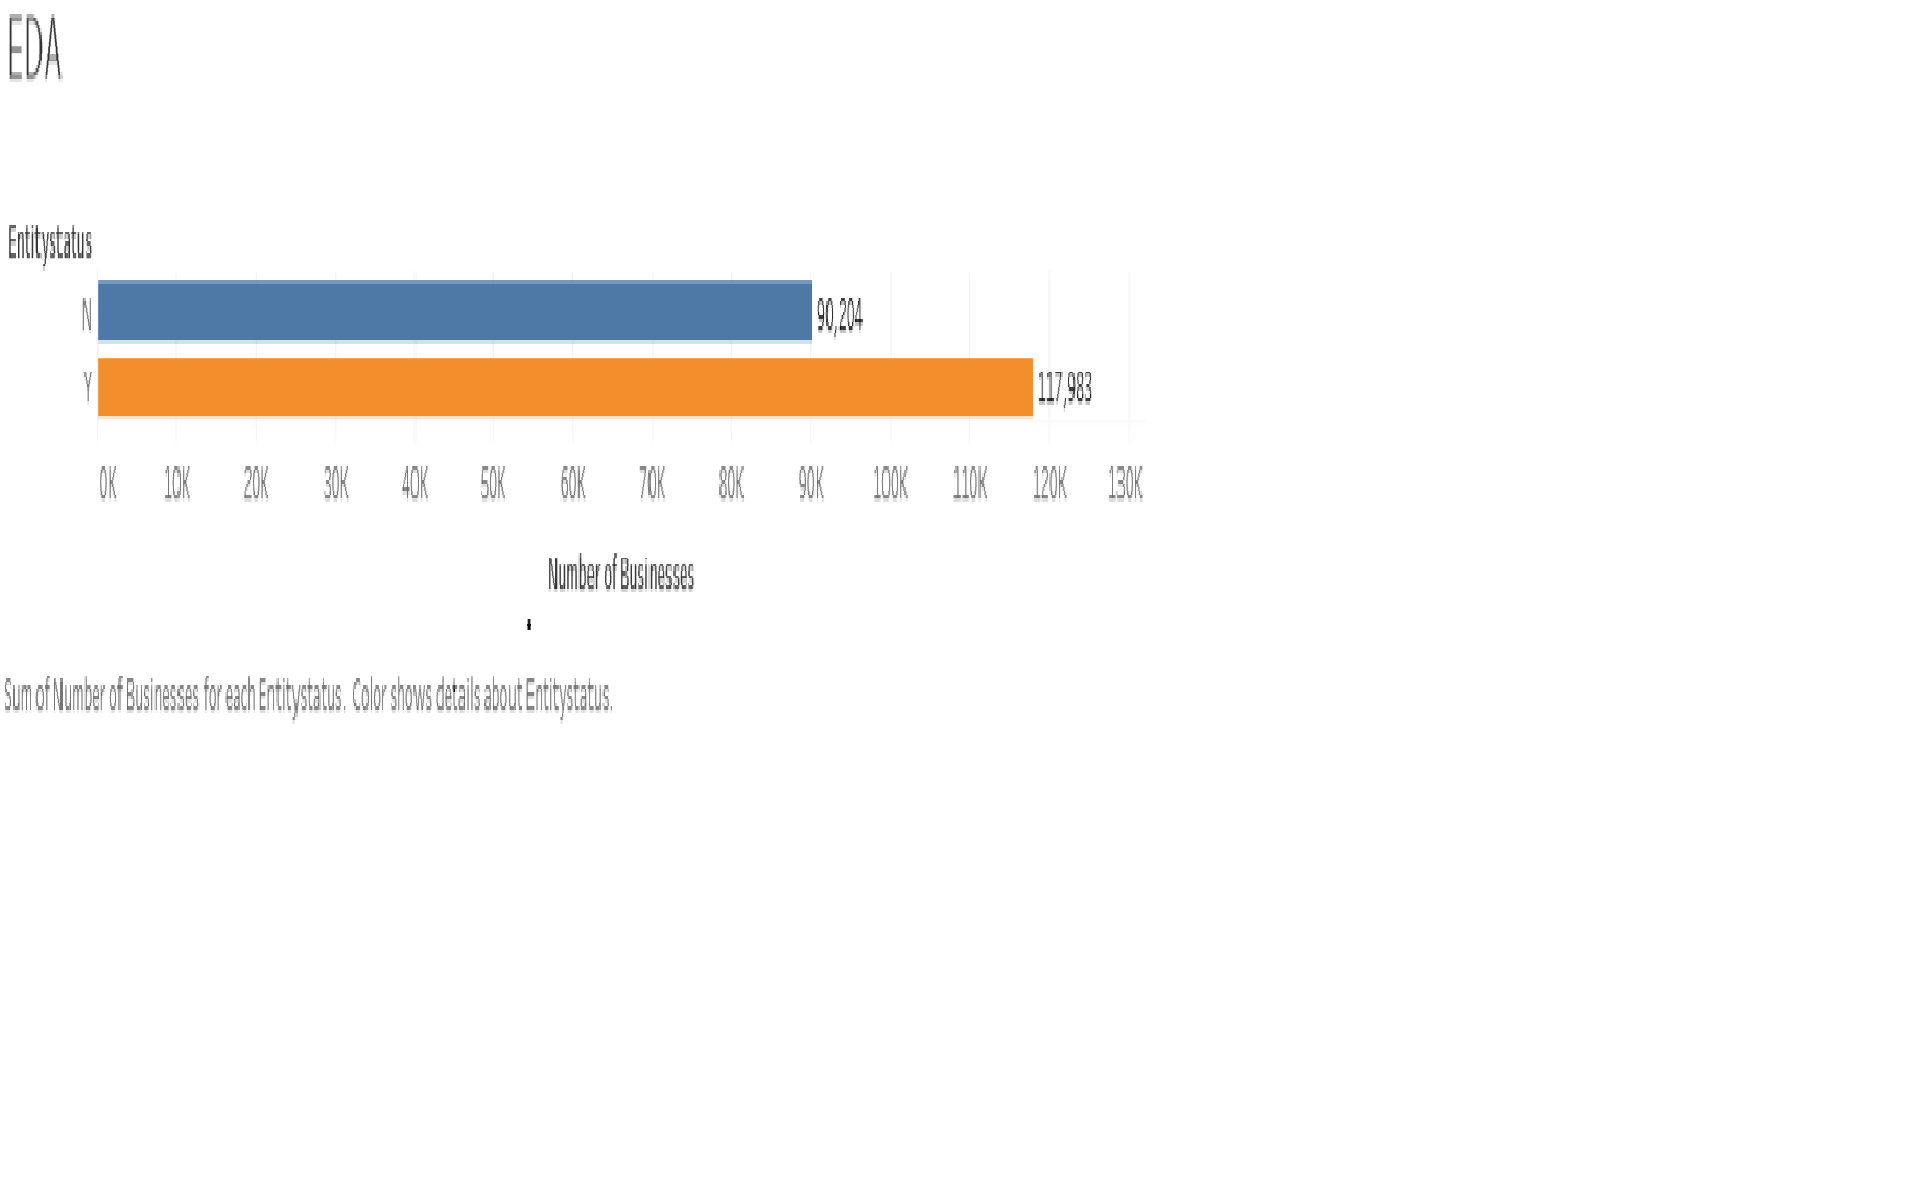 EDA
Entitystatus
N 90,204
Y 117,983
0K 10K 20K 30K 40K 50K 60K 70K 80K 90K 100K 110K 120K 130K
Number of Businesses
Sum of Number of Businesses for each Entitystatus. Color shows details about Entitystatus.